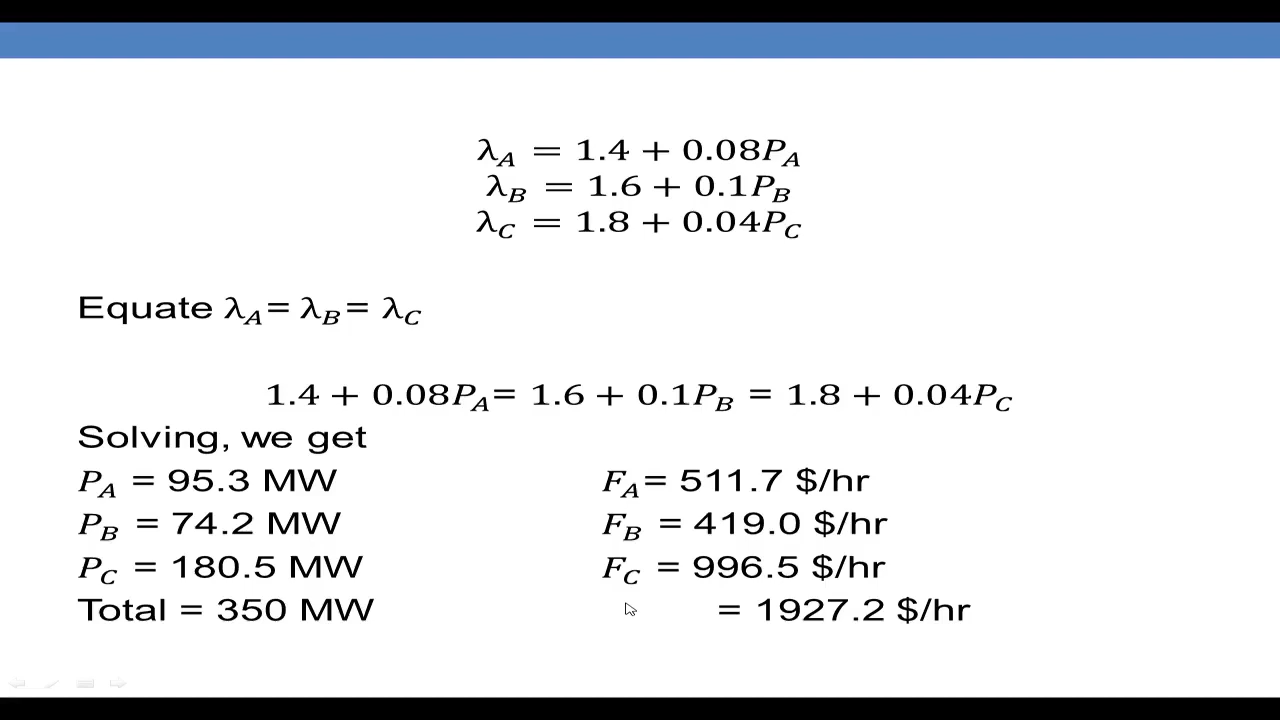 λ_A = 1.4 + 0.08P_A
λ_B = 1.6 + 0.1P_B
λ_C = 1.8 + 0.04P_C
Equate λ_A= λ_B= λ_C
1.4 + 0.08P_A= 1.6 + 0.1P_B = 1.8 + 0.04P_C
Solving, we get
P_A = 95.3 MW F_A= 511.7 $/hr
P_B = 74.2 MW F_B = 419.0 $/hr
P_C = 180.5 MW F_C = 996.5 $/hr
Total = 350 MW = 1927.2 $/hr